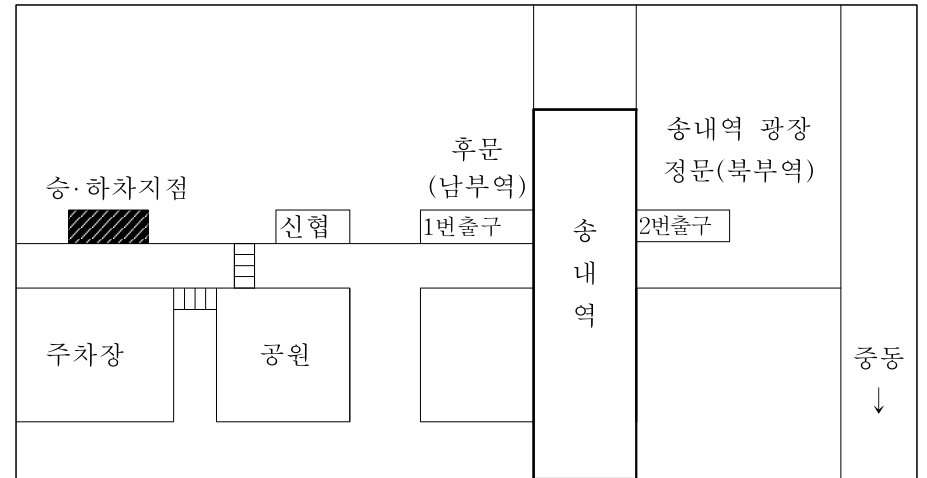 송내역 광장
정문(북부역)
후문
(남부역)
승·하차지점
신협
1번출구
송내역
2번출구
주차장
공원
중동
↓